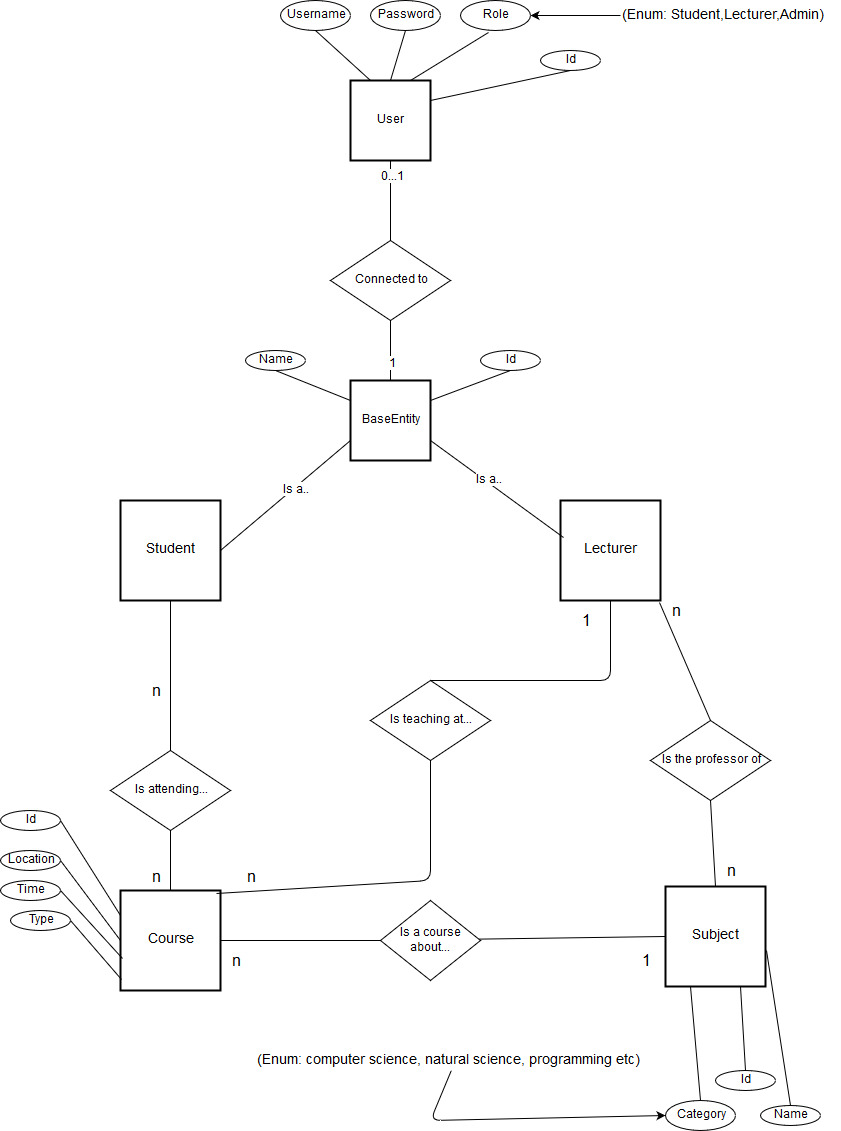 Username
Password
Role
(Enum: Student,Lecturer,Admin)
Id
User
0...1
Connected to
1
Name
Id
BaseEntity
Is a..
Is a..
Student
Lecturer
1
n
n
Is teaching at...
Is the professor of
Is attending...
Id
Location
Time
Type
n
n
n
Course
Is a course
about...
Subject
n
1
(Enum: computer science, natural science, programming etc)
Id
Category
Name